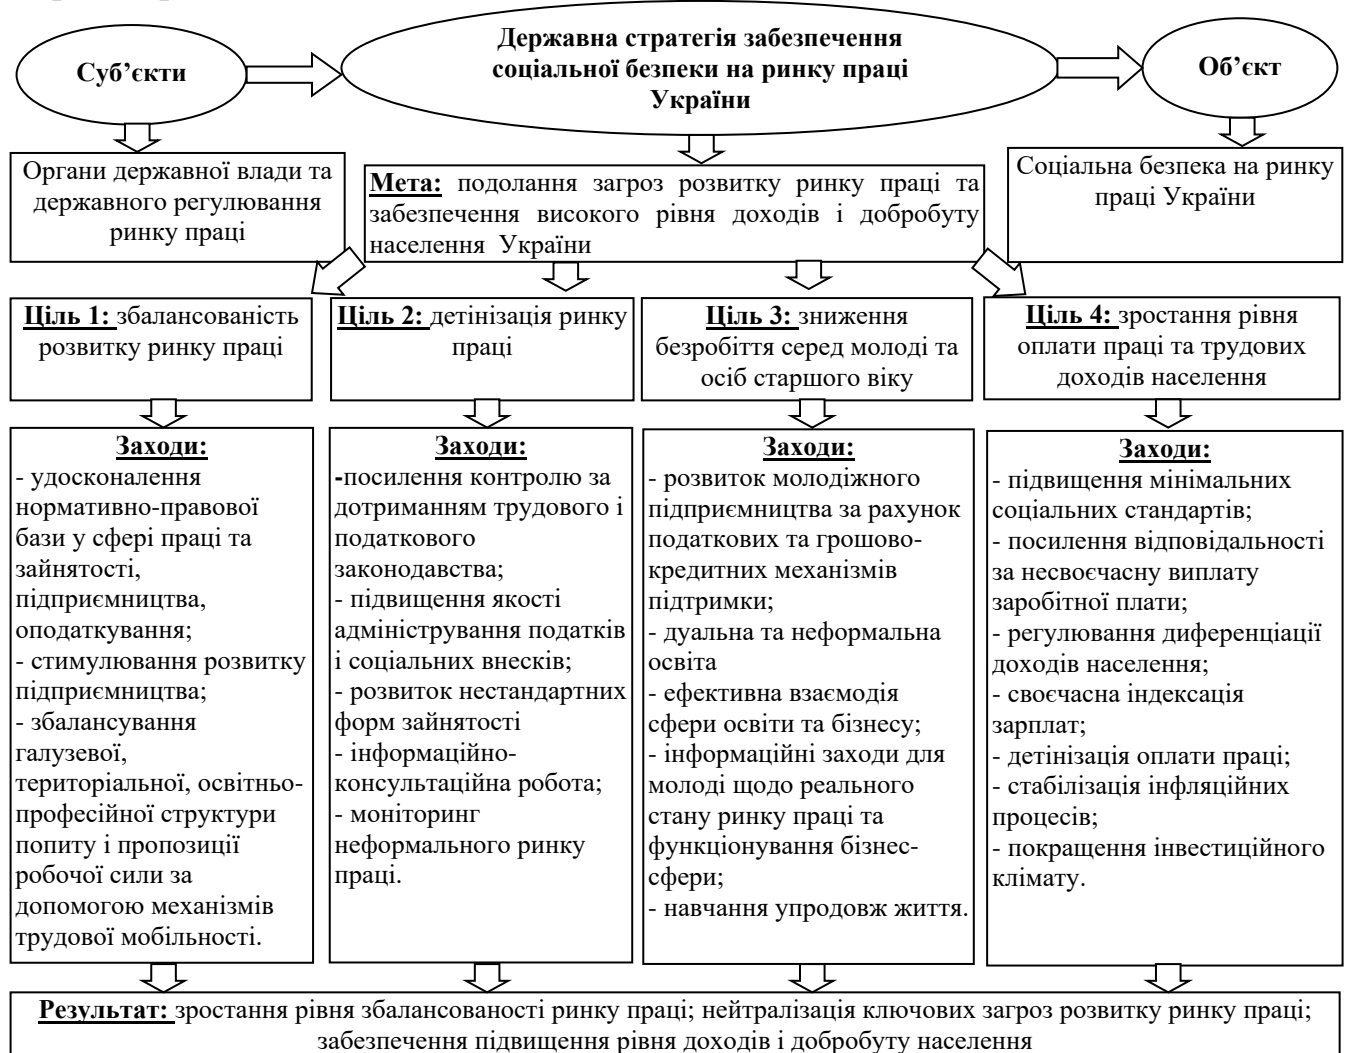 Суб’єкти
Державна стратегія забезпечення
соціальної безпеки на ринку праці
України
Об’єкт
Органи державної влади та
державного регулювання
ринку праці
Мета: подолання загроз розвитку ринку праці та
забезпечення високого рівня доходів і добробуту
населення України
Соціальна безпека на ринку
праці України
Ціль 1: збалансованість
розвитку ринку праці
Ціль 2: детінізація ринку
праці
Ціль 3: зниження
безробіття серед молоді та
осіб старшого віку
Ціль 4: зростання рівня
оплати праці та трудових
доходів населення
Заходи:
- удосконалення
нормативно-правової
бази у сфері праці та
зайнятості,
підприємництва,
оподаткування;
- стимулювання розвитку
підприємництва;
- збалансування
галузевої,
територіальної, освітньо-
професійної структури
попиту і пропозиції
робочої сили за
допомогою механізмів
трудової мобільності.
Заходи:
-посилення контролю за
дотриманням трудового і
податкового
законодавства;
- підвищення якості
адміністрування податків
і соціальних внесків;
- розвиток нестандартних
форм зайнятості
- інформаційно-
консультаційна робота;
- моніторинг
неформального ринку
праці.
Заходи:
- розвиток молодіжного
підприємництва за рахунок
податкових та грошово-
кредитних механізмів
підтримки;
- дуальна та неформальна
освіта
- ефективна взаємодія
сфери освіти та бізнесу;
- інформаційні заходи для
молоді щодо реального
стану ринку праці та
функціонування бізнес-
сфери;
- навчання упродовж життя.
Заходи:
- підвищення мінімальних
соціальних стандартів;
- посилення відповідальності
за несвоєчасну виплату
заробітної плати;
- регулювання диференціації
доходів населення;
- своєчасна індексація
зарплат;
- детінізація оплати праці;
- стабілізація інфляційних
процесів;
- покращення інвестиційного
клімату.
Результат: зростання рівня збалансованості ринку праці; нейтралізація ключових загроз розвитку ринку праці;
забезпечення підвищення рівня доходів і добробуту населення